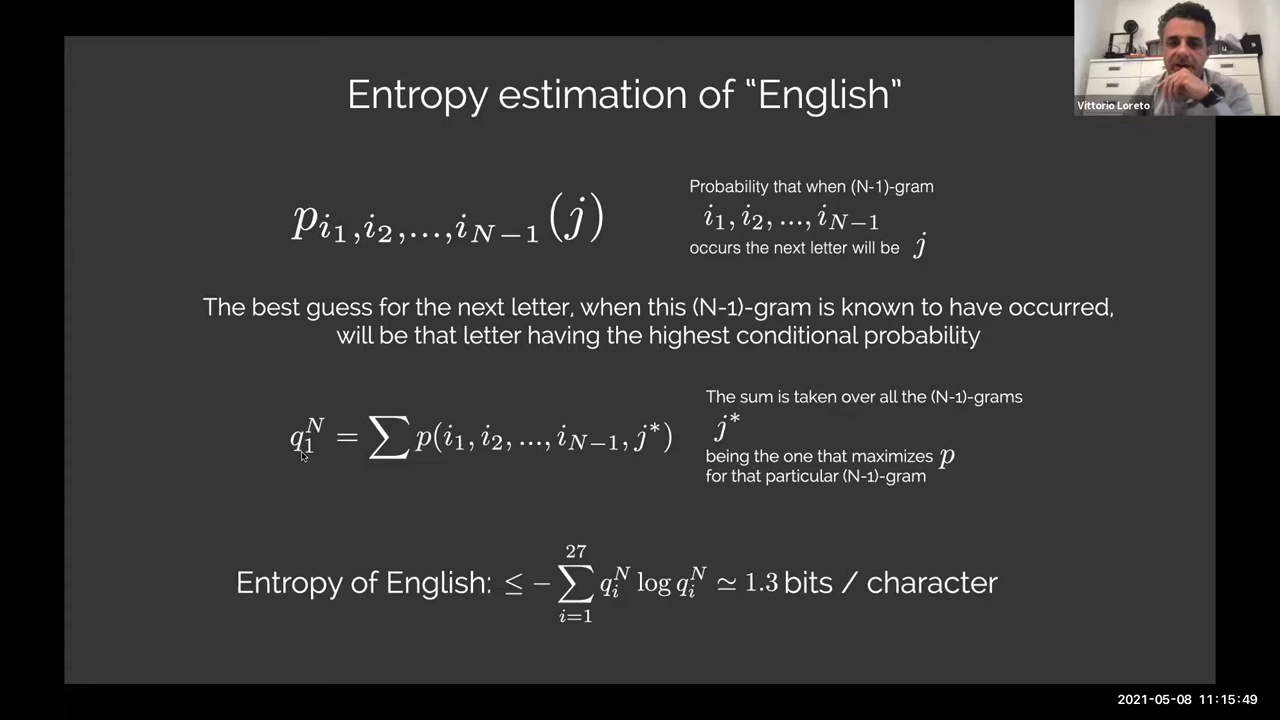 Entropy estimation of "English"
Vittorio Loreto
p_{i_1,i_2,...,i_{N-1}}(j)
Probability that when (N-1)-gram
i_1, i_2, ..., i_{N-1}
occurs the next letter will be j
The best guess for the next letter, when this (N-1)-gram is known to have occurred,
will be that letter having the highest conditional probability
q_1^N = ∑ p(i_1, i_2, ..., i_{N-1}, j*)
The sum is taken over all the (N-1)-grams
j*
being the one that maximizes p
for that particular (N-1)-gram
Entropy of English: ≤ − ∑_{i=1}^{27} q_i^N log q_i^N ≃ 1.3 bits / character
2021-05-08 11:15:49